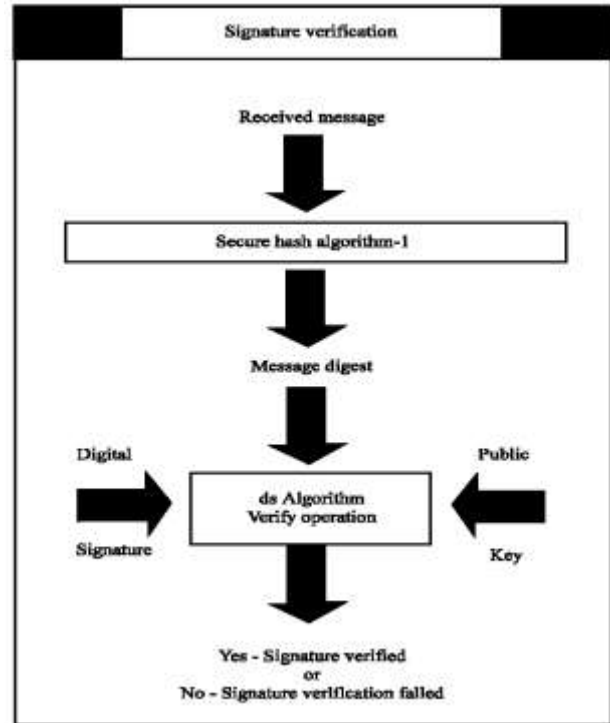 Signature verification
Received message
Secure hash algorithm-1
Message digest
Digital
Signature
ds Algorithm
Verify operation
Public
Key
Yes - Signature verified
or
No - Signature verification failed